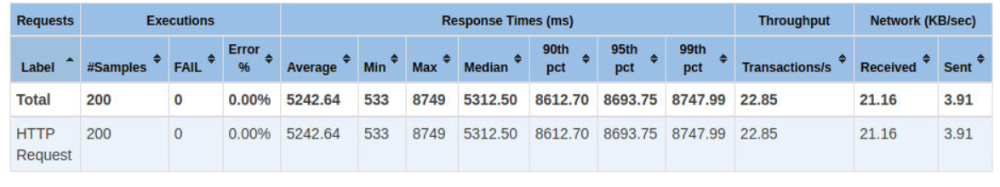 Requests Executions Response Times (ms) Throughput Network (KB/sec)
Label #Samples FAIL Error % Average Min Max Median 90th pct 95th pct 99th pct Transactions/s Received Sent
Total 200 0 0.00% 5242.64 533 8749 5312.50 8612.70 8693.75 8747.99 22.85 21.16 3.91
HTTP Request 200 0 0.00% 5242.64 533 8749 5312.50 8612.70 8693.75 8747.99 22.85 21.16 3.91